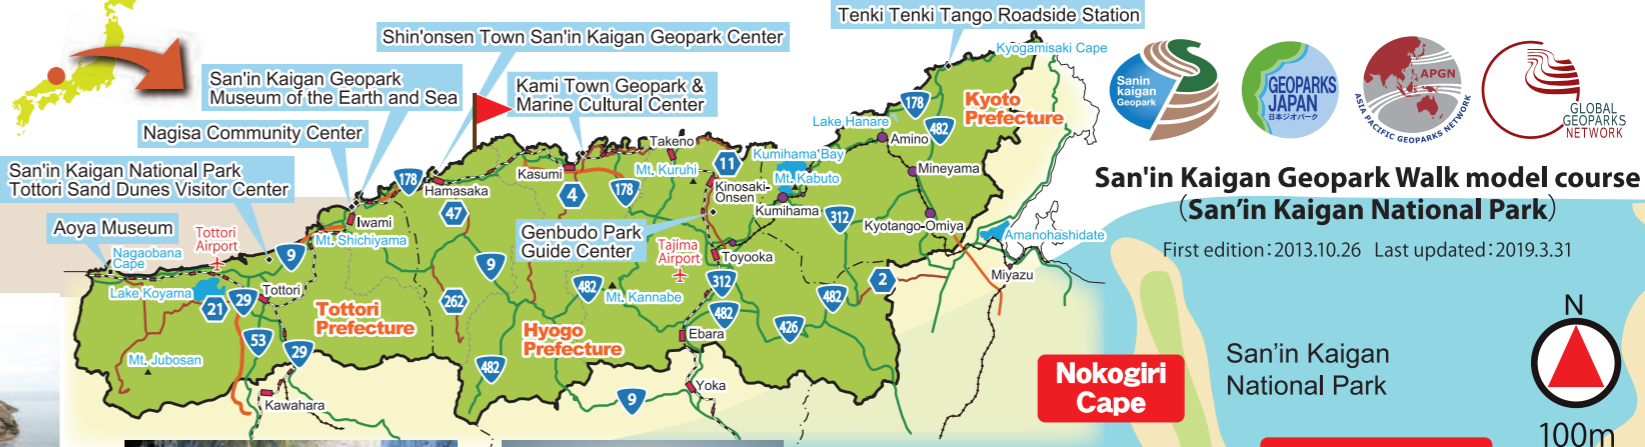 Tenki Tenki Tango Roadside Station
Shin'onsen Town San'in Kaigan Geopark Center
Kyogamisaki Cape
San'in Kaigan Geopark
Museum of the Earth and Sea
Kami Town Geopark &
Marine Cultural Center
Nagisa Community Center
San'in Kaigan National Park
Tottori Sand Dunes Visitor Center
Aoya Museum
Nagaobana
Cape
Tottori
Airport
Lake Koyama
21
29
Tottori
9
Mt. Shichiyama
Iwami
178
Hamasaka
47
Kasumi
4
178
Takeno
Mt. Kuruhi
11
Kinosaki-
Onsen
Kumihama Bay
Mt. Kabuto
Kumihama
Lake Hanare
178
482
Kyoto
Prefecture
Amino
Mineyama
312
Kyotango-Omiya
Amanohashidate
Miyazu
Genbudo Park
Guide Center
Tajima
Airport
Toyooka
312
2
9
482
Mt. Kannabe
482
482
426
262
Tottori
Prefecture
Hyogo
Prefecture
Ebara
53
29
Mt. Jubosan
482
Kawahara
9
Yoka
Sanin
kaigan
Geopark
GEOPARKS
JAPAN
日本ジオパーク
APGN
ASIA PACIFIC GEOPARKS NETWORK
GLOBAL
GEOPARKS
NETWORK
San'in Kaigan Geopark Walk model course
（San’in Kaigan National Park）
First edition：2013.10.26 Last updated：2019.3.31
Nokogiri
Cape
San’in Kaigan
National Park
N
100m